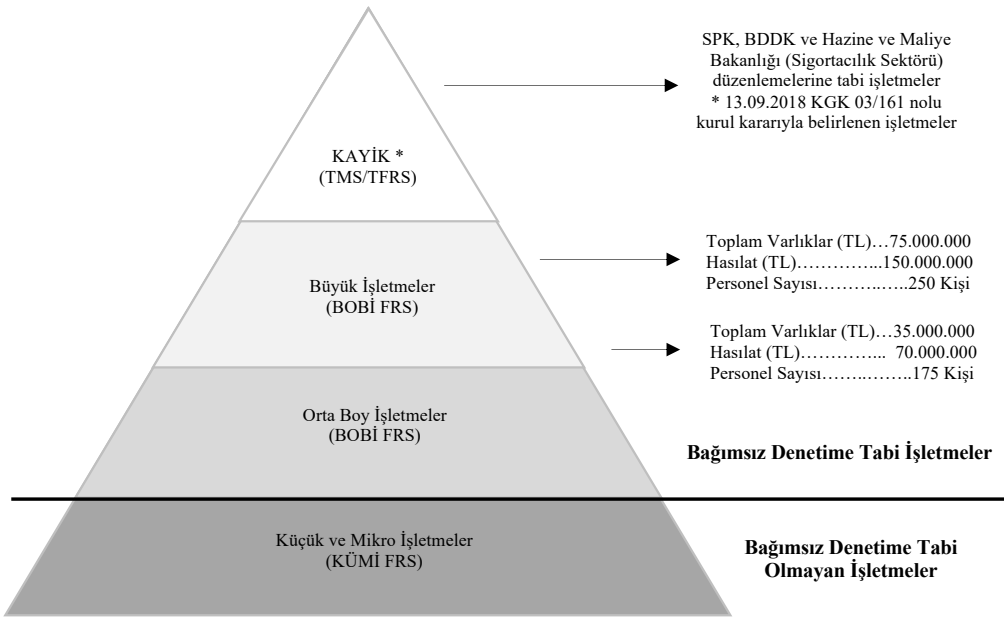 SPK, BDDK ve Hazine ve Maliye
Bakanlığı (Sigortacılık Sektörü)
düzenlemelerine tabi işletmeler
* 13.09.2018 KGK 03/161 nolu
kurul kararıyla belirlenen işletmeler
KAYİK *
(TMS/TFRS)
Toplam Varlıklar (TL)…75.000.000
Hasılat (TL)…………...150.000.000
Personel Sayısı………..…..250 Kişi
Büyük İşletmeler
(BOBİ FRS)
Toplam Varlıklar (TL)…35.000.000
Hasılat (TL)…………... 70.000.000
Personel Sayısı……..……..175 Kişi
Orta Boy İşletmeler
(BOBİ FRS)
Bağımsız Denetime Tabi İşletmeler
Küçük ve Mikro İşletmeler
(KÜMİ FRS)
Bağımsız Denetime Tabi
Olmayan İşletmeler